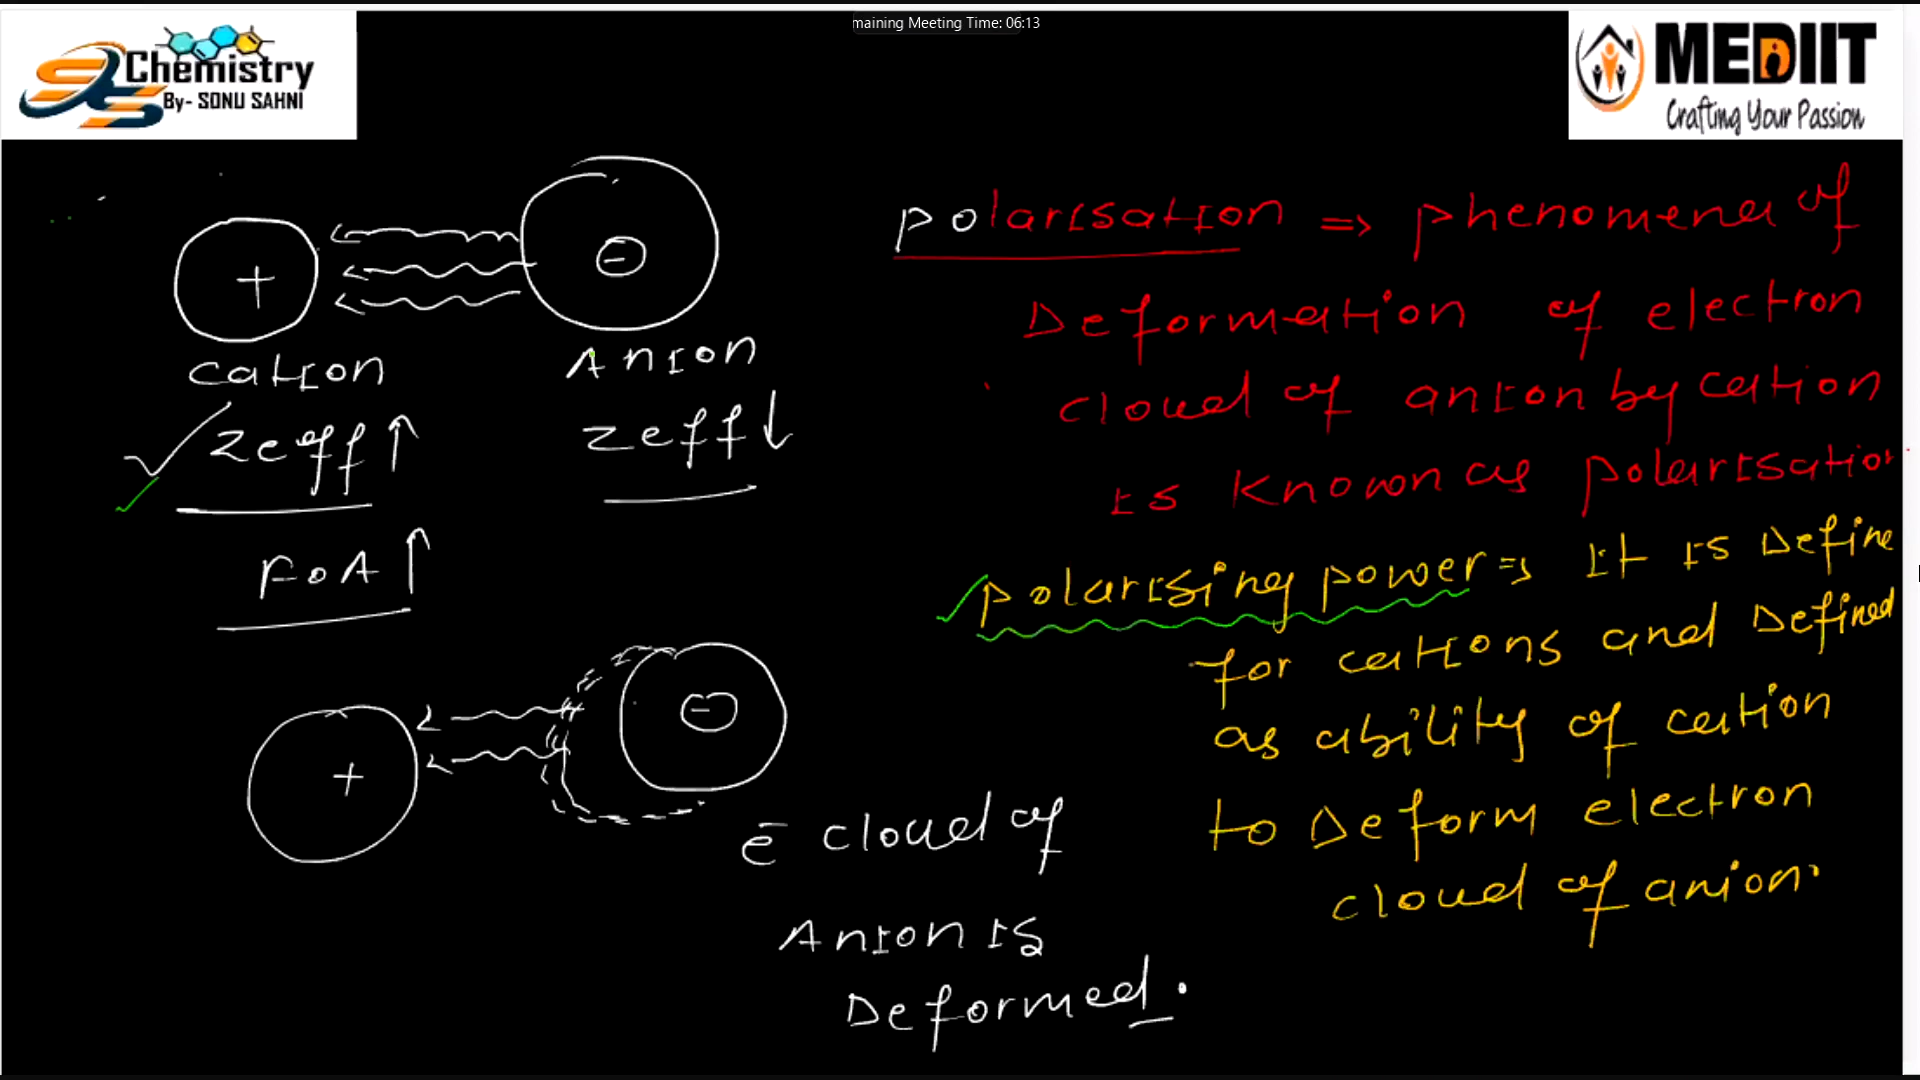 maining Meeting Time: 06:13
Chemistry
By- SONU SAHNI
MEDIIT
Crafting Your Passion
+
-
Cation
Anion
Zeff↑
Zeff↓
FOA↑
+
-
ē cloud of
Anion is
Deformed.
polarisation ⇒ phenomena of
Deformation of electron
cloud of anion by cation
is known as polarisation
polarising power ⇒ It is Define
for cations and Defined
as ability of cation
to Deform electron
cloud of anion.